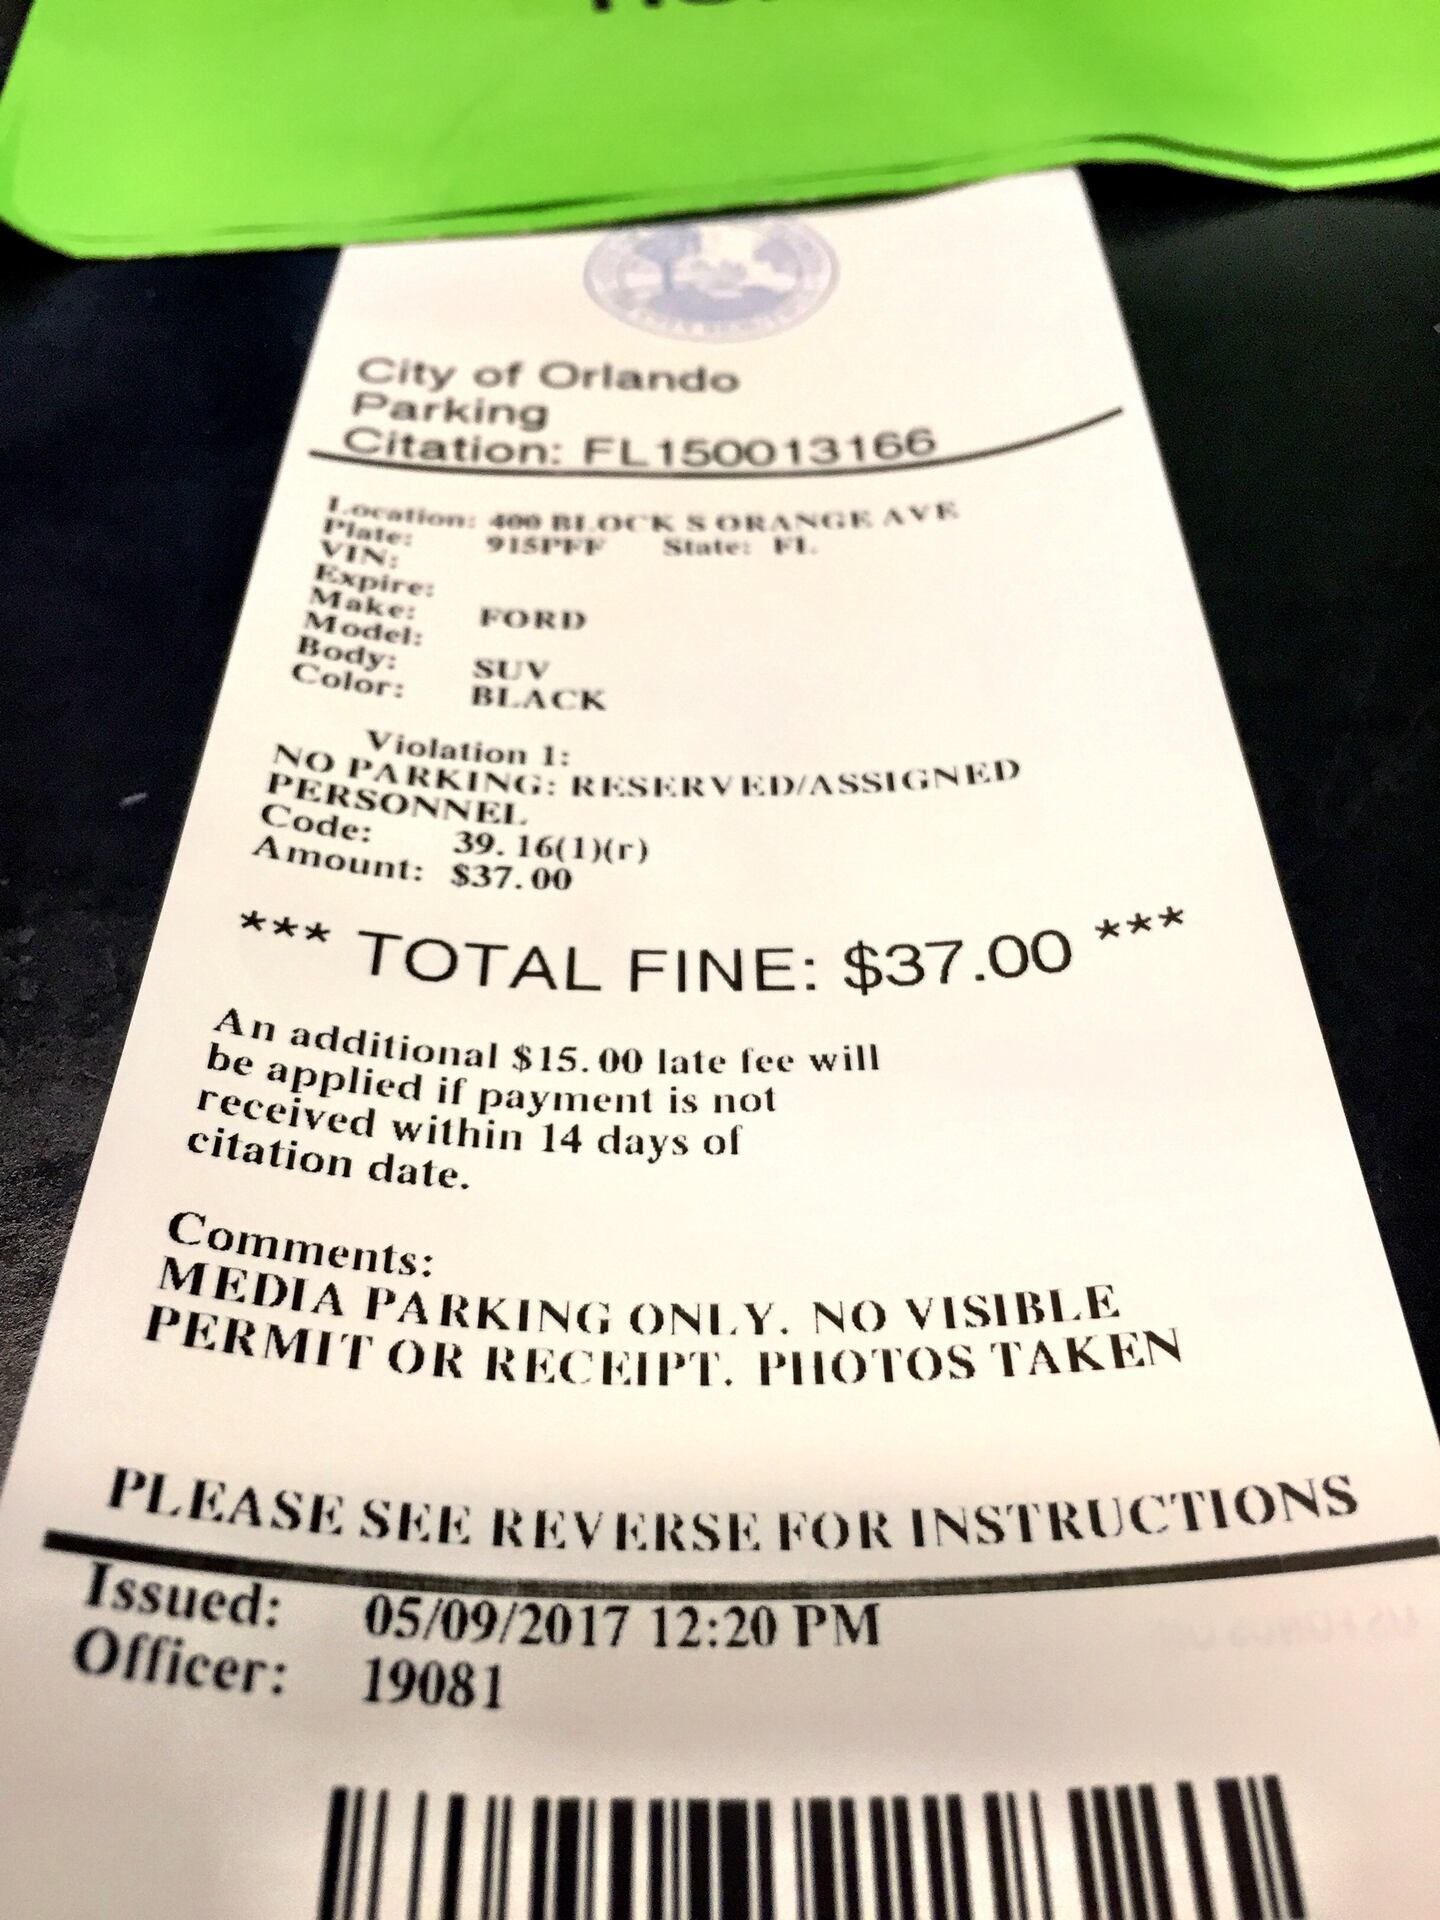 City of Orlando
Parking
Citation: FL150013166
Location: 400 BLOCK S ORANGE AVE
Plate: 915PFF State: FL
VIN:
Expire:
Make: FORD
Model:
Body: SUV
Color: BLACK
Violation 1:
NO PARKING: RESERVED/ASSIGNED
PERSONNEL
Code: 39.16(1)(r)
Amount: $37.00
*** TOTAL FINE: $37.00 ***
An additional $15.00 late fee will
be applied if payment is not
received within 14 days of
citation date.
Comments:
MEDIA PARKING ONLY. NO VISIBLE
PERMIT OR RECEIPT. PHOTOS TAKEN
PLEASE SEE REVERSE FOR INSTRUCTIONS
Issued: 05/09/2017 12:20 PM
Officer: 19081